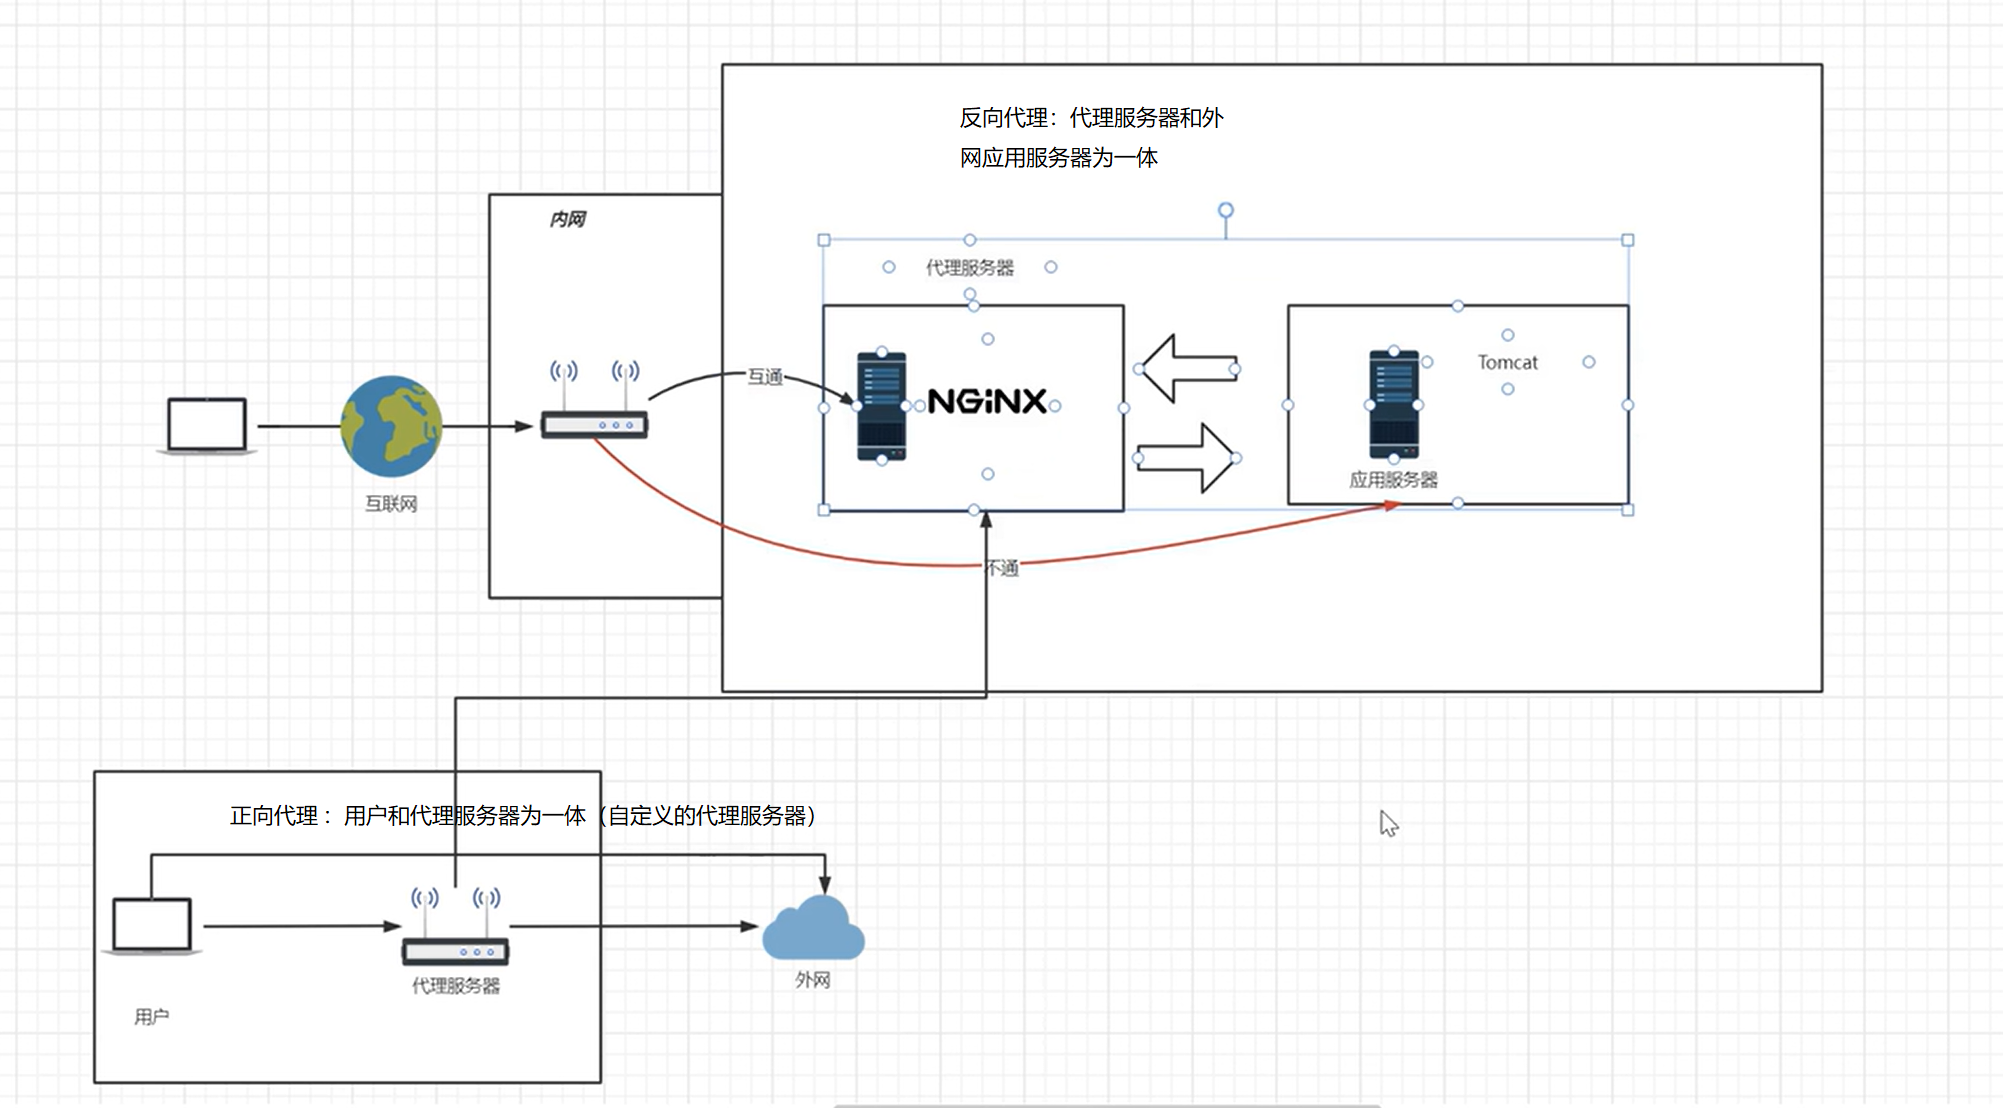 反向代理：代理服务器和外
网应用服务器为一体
内网
代理服务器
互通
NGiNX
Tomcat
应用服务器
互联网
不通
正向代理：用户和代理服务器为一体（自定义的代理服务器）
代理服务器
外网
用户